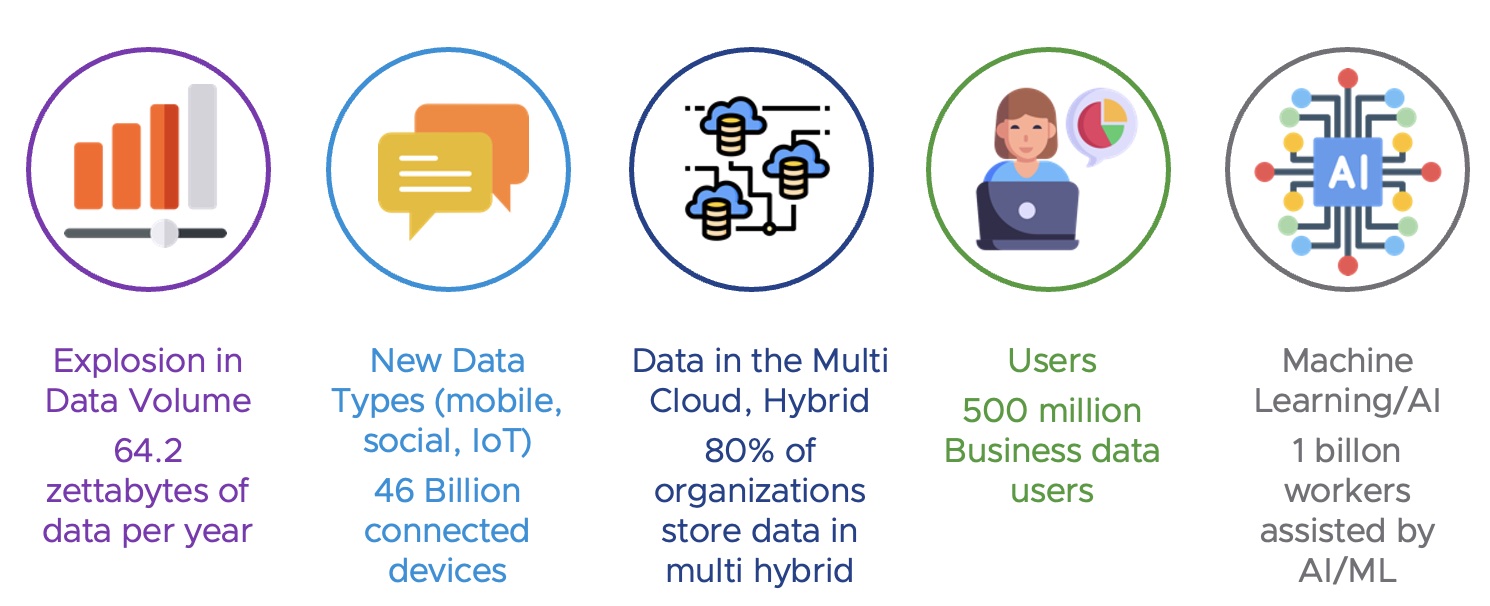 AI
Explosion in
Data Volume
64.2
zettabytes of
data per year
New Data
Types (mobile,
social, IoT)
46 Billion
connected
devices
Data in the Multi
Cloud, Hybrid
80% of
organizations
store data in
multi hybrid
Users
500 million
Business data
users
Machine
Learning/AI
1 billon
workers
assisted by
AI/ML